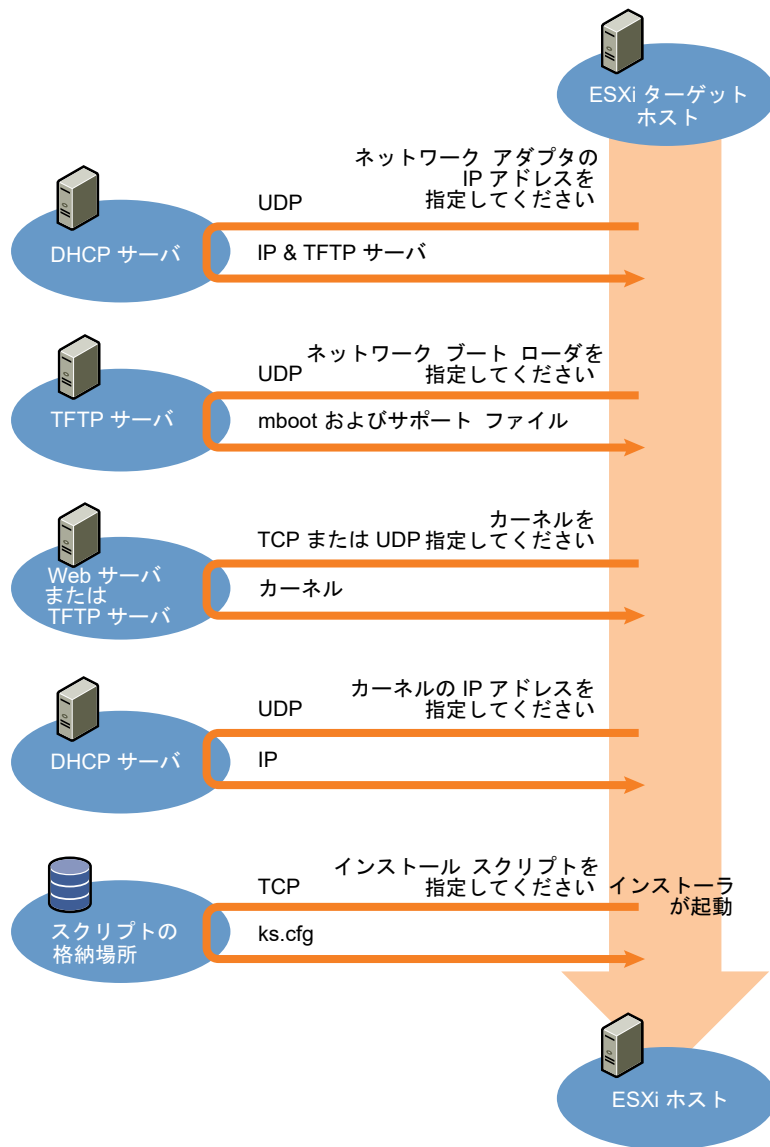 ESXi ターゲット
ホスト
ネットワーク アダプタの
IP アドレスを
指定してください
UDP
DHCP サーバ
IP & TFTP サーバ
ネットワーク ブート ローダを
指定してください
UDP
TFTP サーバ
mboot およびサポート ファイル
カーネルを
指定してください
TCP または UDP
Web サーバ
または
TFTP サーバ
カーネル
カーネルの IP アドレスを
指定してください
UDP
DHCP サーバ
IP
インストール スクリプトを
指定してください
TCP
インストーラ
が起動
スクリプトの
格納場所
ks.cfg
ESXi ホスト